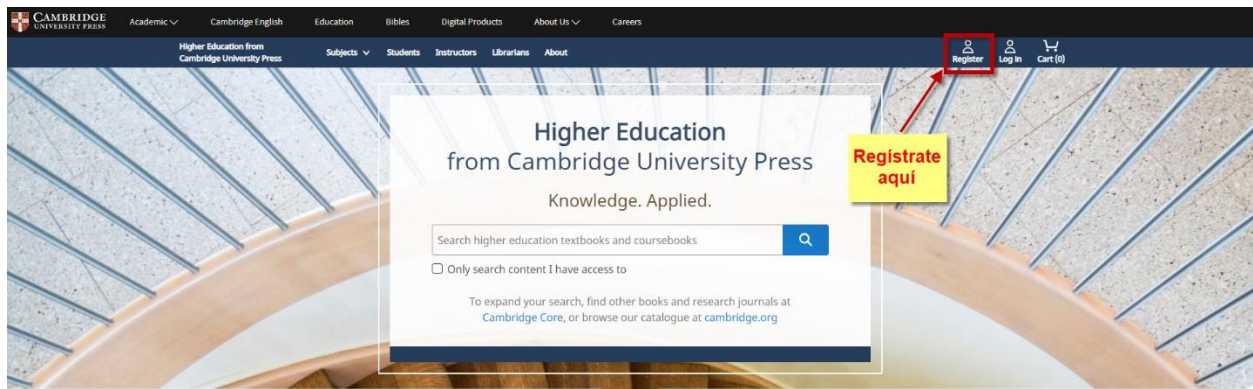 CAMBRIDGE
UNIVERSITY PRESS
Academic
Cambridge English
Education
Bibles
Digital Products
About Us
Careers
Higher Education from
Cambridge University Press
Subjects
Students
Instructors
Librarians
About
Register
Log in
Cart (0)
Higher Education
from Cambridge University Press
Knowledge. Applied.
Search higher education textbooks and coursebooks
Only search content I have access to
To expand your search, find other books and research journals at
Cambridge Core, or browse our catalogue at cambridge.org
Regístrate
aquí